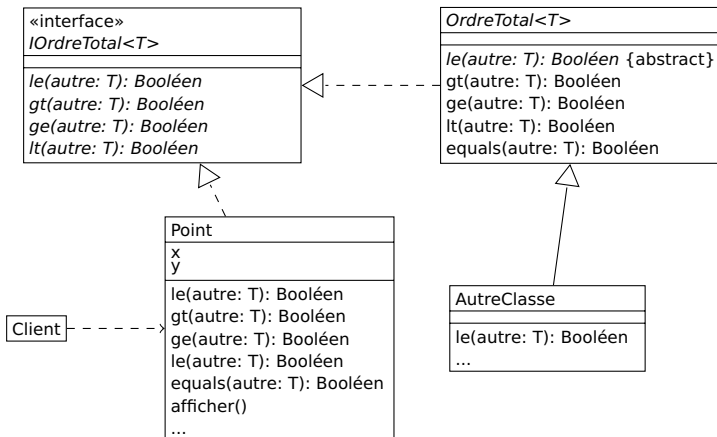 «interface»
IOrdreTotal<T>
le(autre: T): Booléen
gt(autre: T): Booléen
ge(autre: T): Booléen
lt(autre: T): Booléen
OrdreTotal<T>
le(autre: T): Booléen {abstract}
gt(autre: T): Booléen
ge(autre: T): Booléen
lt(autre: T): Booléen
equals(autre: T): Booléen
Point
x
y
le(autre: T): Booléen
gt(autre: T): Booléen
ge(autre: T): Booléen
le(autre: T): Booléen
equals(autre: T): Booléen
afficher()
...
Client
AutreClasse
le(autre: T): Booléen
...